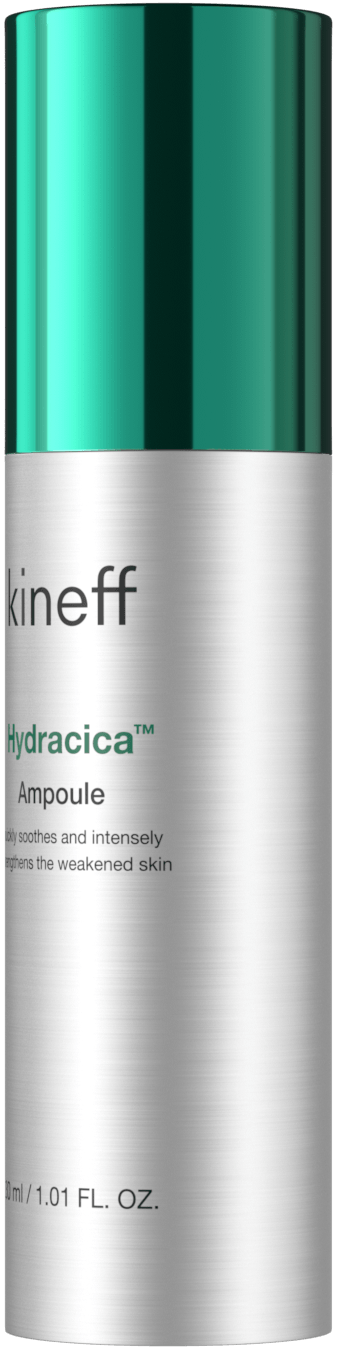 kineff
Hydracica™
Ampoule
soothes and intensely
the weakened skin
ml / 1.01 FL. OZ.